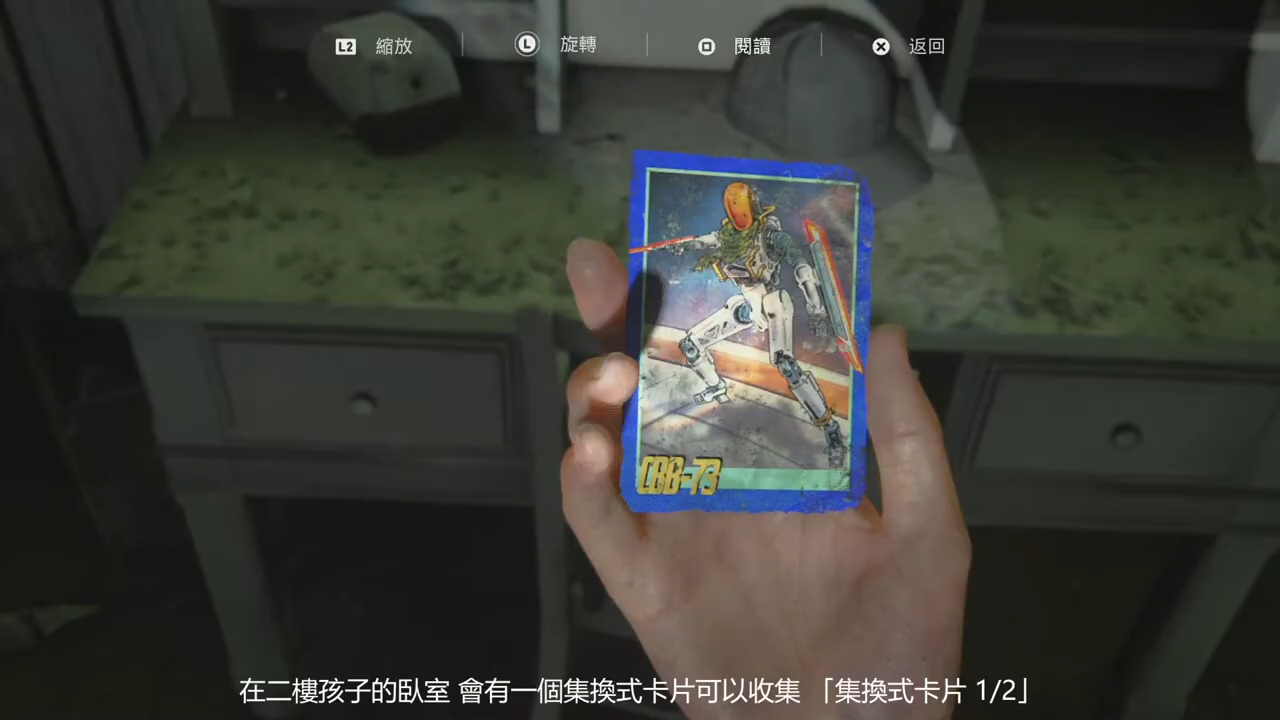 L2 縮放 L 旋轉 閱讀 返回
CBB-73
在二樓孩子的臥室 會有一個集換式卡片可以收集 「集換式卡片 1/2」